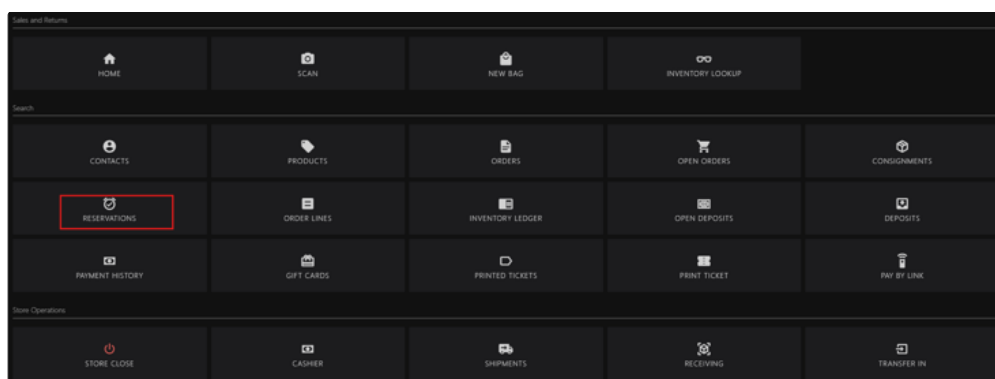 Sales and Returns
HOME
SCAN
NEW BAG
INVENTORY LOOKUP
Search
CONTACTS
PRODUCTS
ORDERS
OPEN ORDERS
CONSIGNMENTS
RESERVATIONS
ORDER LINES
INVENTORY LEDGER
OPEN DEPOSITS
DEPOSITS
PAYMENT HISTORY
GIFT CARDS
PRINTED TICKETS
PRINT TICKET
PAY BY LINK
Store Operations
STORE CLOSE
CASHIER
SHIPMENTS
RECEIVING
TRANSFER IN